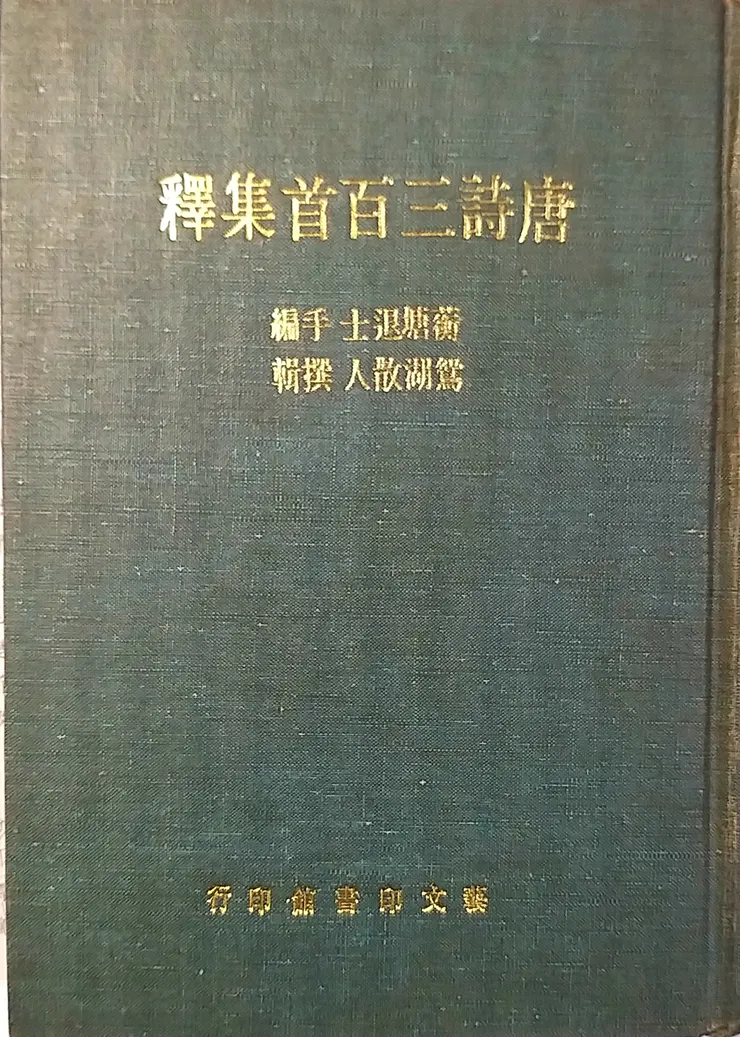 唐詩三百首集釋
蘅塘退士 手編
鴛湖散人 撰輯
藝文印書館印行